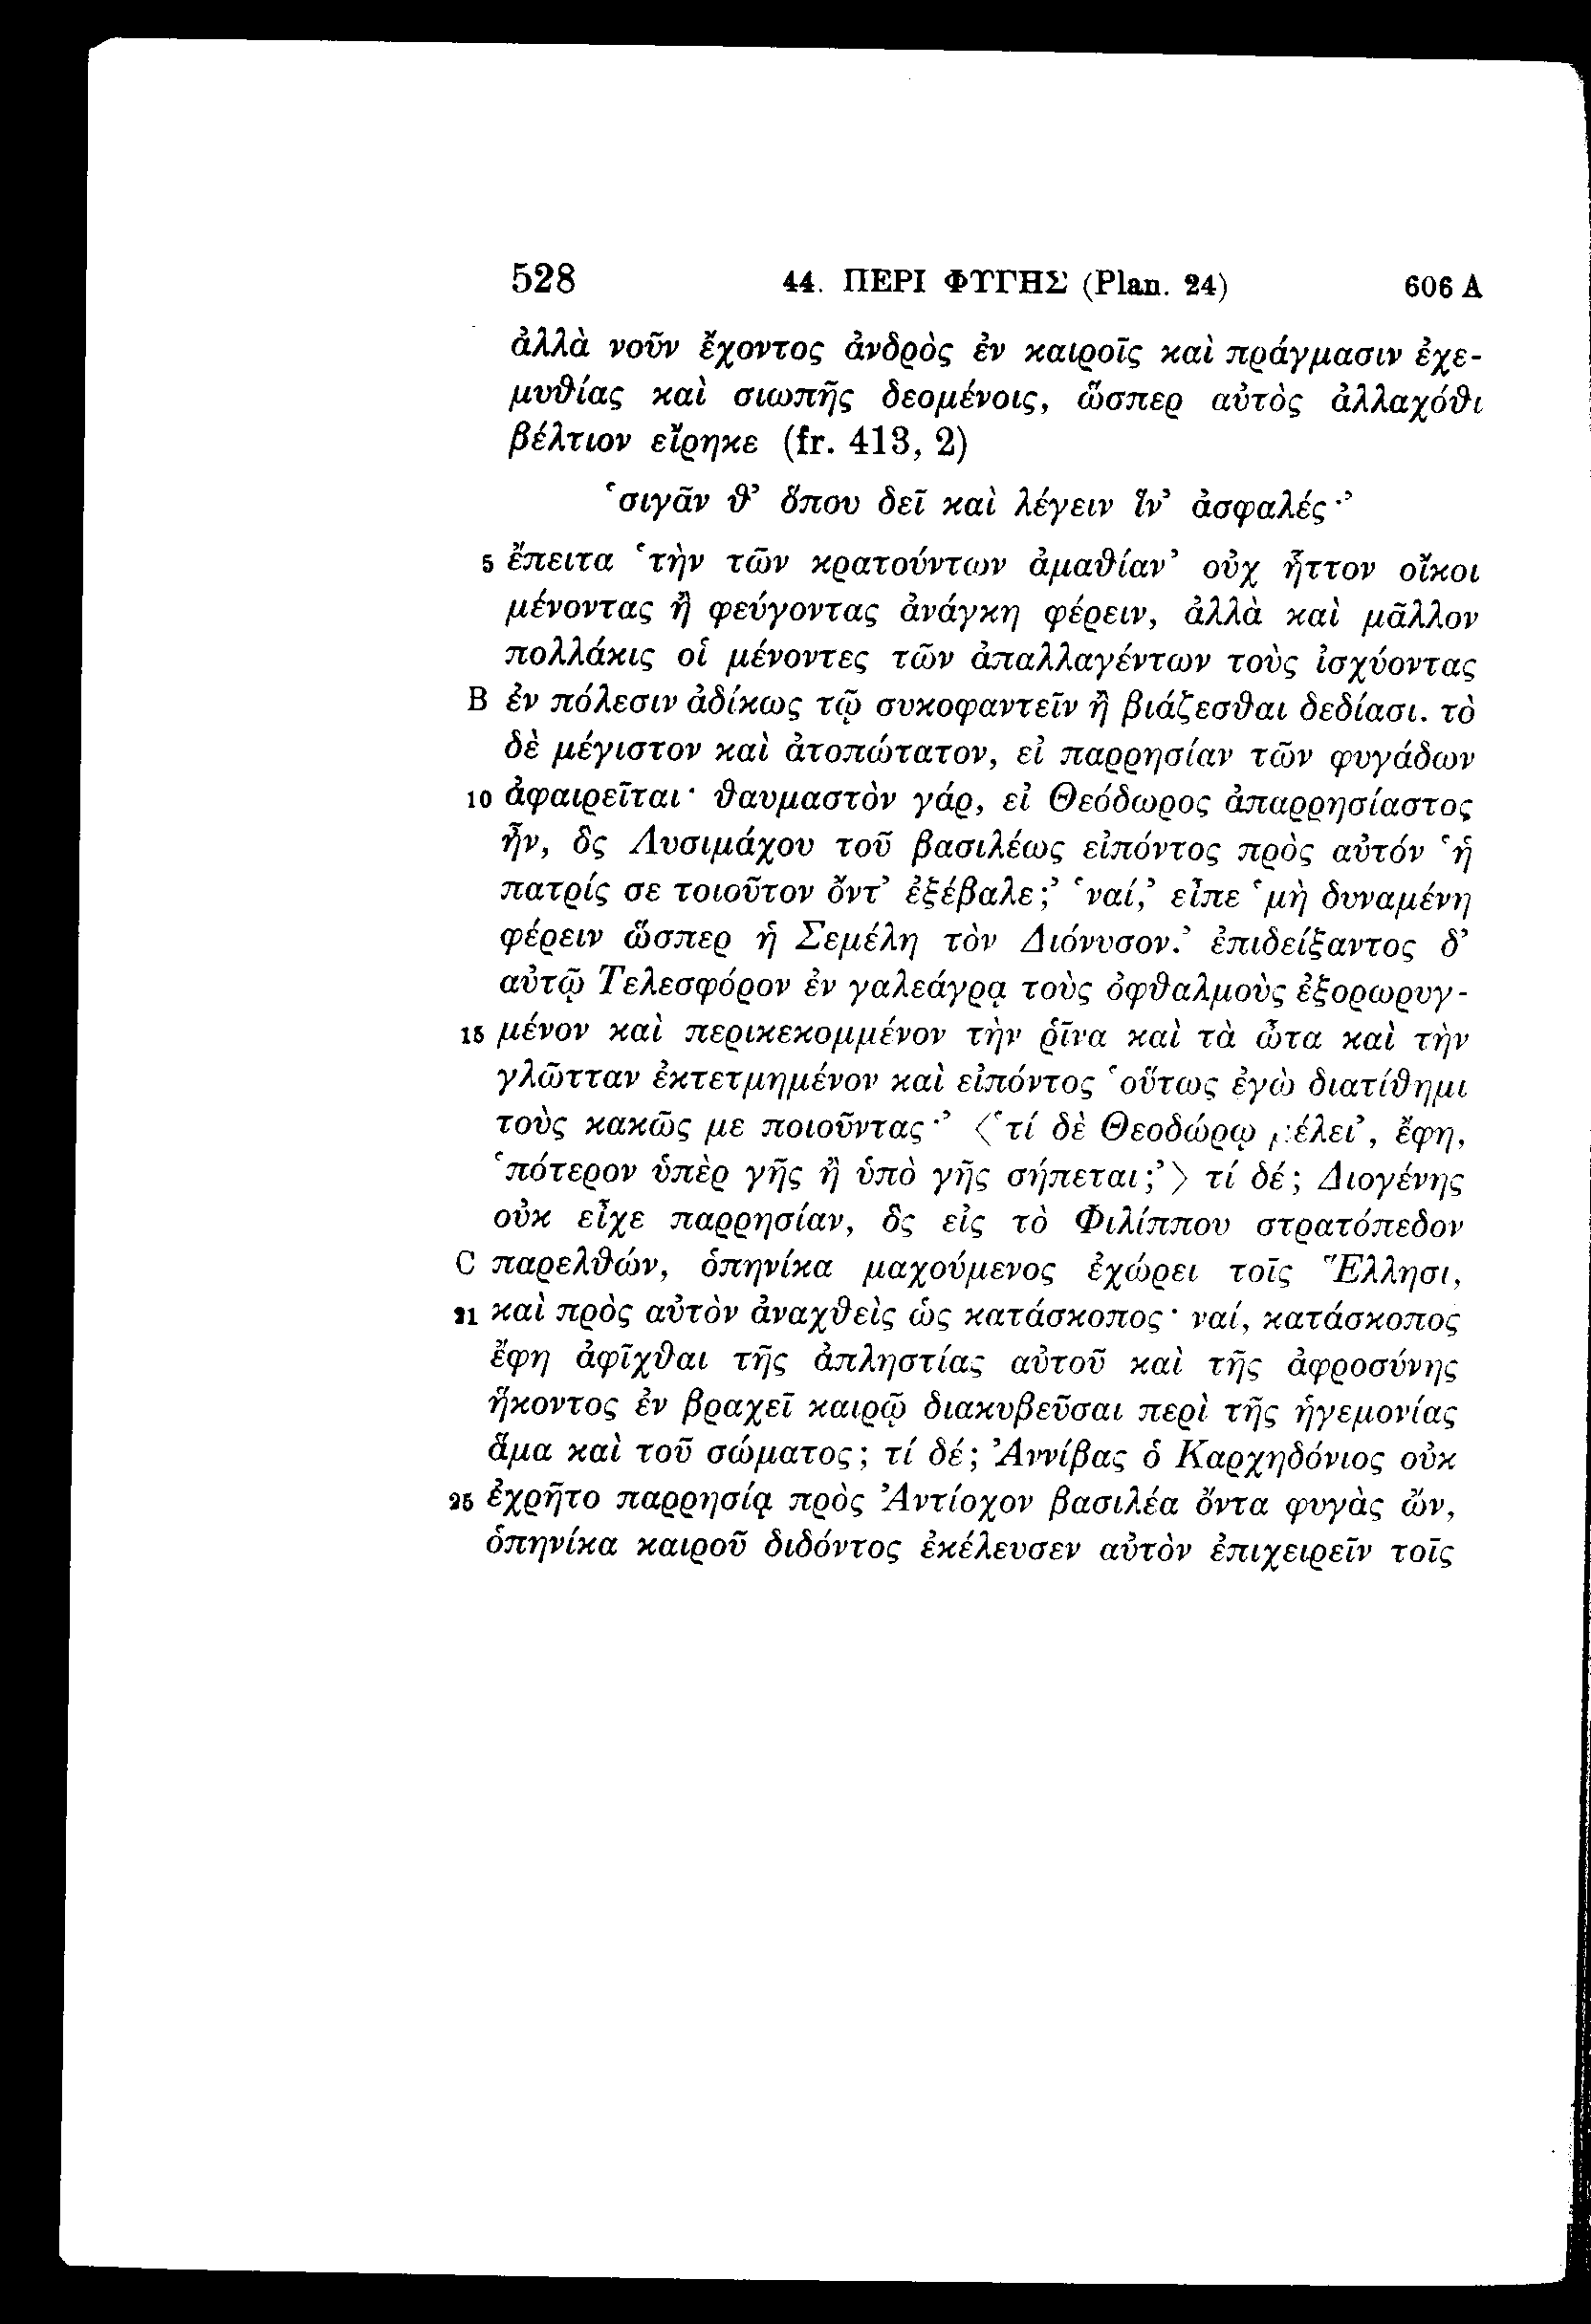 528 44. ΠΕΡΙ ΦΥΓΗΣ (Plan. 24) 606 A
ἀλλὰ νοῦν ἔχοντος ἀνδρὸς ἐν καιροῖς καὶ πράγμασιν ἐχε-
μυθίας καὶ σιωπῆς δεομένοις, ὥσπερ αὐτὸς ἀλλαχόθι
βέλτιον εἴρηκε (fr. 413, 2)
‘σιγᾶν θ’ ὅπου δεῖ καὶ λέγειν ἵν’ ἀσφαλές·’
5 ἔπειτα ‘τὴν τῶν κρατούντων ἀμαθίαν’ οὐχ ἧττον οἴκοι
μένοντας ἢ φεύγοντας ἀνάγκη φέρειν, ἀλλὰ καὶ μᾶλλον
πολλάκις οἱ μένοντες τῶν ἀπαλλαγέντων τοὺς ἰσχύοντας
B ἐν πόλεσιν ἀδίκως τῷ συκοφαντεῖν ἢ βιάζεσθαι δεδίασι. τὸ
δὲ μέγιστον καὶ ἀτοπώτατον, εἰ παρρησίαν τῶν φυγάδων
10 ἀφαιρεῖται· θαυμαστὸν γάρ, εἰ Θεόδωρος ἀπαρρησίαστος
ἦν, ὃς Λυσιμάχου τοῦ βασιλέως εἰπόντος πρὸς αὐτόν ‘ἡ
πατρίς σε τοιοῦτον ὄντ’ ἐξέβαλε;’ ‘ναί,’ εἶπε ‘μὴ δυναμένη
φέρειν ὥσπερ ἡ Σεμέλη τὸν Διόνυσον.’ ἐπιδείξαντος δ’
αὐτῷ Τελεσφόρον ἐν γαλεάγρᾳ τοὺς ὀφθαλμοὺς ἐξορωρυγ-
15 μένον καὶ περικεκομμένον τὴν ῥῖνα καὶ τὰ ὦτα καὶ τὴν
γλῶτταν ἐκτετμημένον καὶ εἰπόντος ‘οὕτως ἐγὼ διατίθημι
τοὺς κακῶς με ποιοῦντας·’ ⟨‘τί δὲ Θεοδώρῳ μέλει’, ἔφη,
‘πότερον ὑπὲρ γῆς ἢ ὑπὸ γῆς σήπεται;’⟩ τί δέ; Διογένης
οὐκ εἶχε παρρησίαν, ὃς εἰς τὸ Φιλίππου στρατόπεδον
C παρελθών, ὁπηνίκα μαχούμενος ἐχώρει τοῖς Ἕλλησι,
21 καὶ πρὸς αὐτὸν ἀναχθεὶς ὡς κατάσκοπος· ναί, κατάσκοπος
ἔφη ἀφῖχθαι τῆς ἀπληστίας αὐτοῦ καὶ τῆς ἀφροσύνης
ἥκοντος ἐν βραχεῖ καιρῷ διακυβεῦσαι περὶ τῆς ἡγεμονίας
ἅμα καὶ τοῦ σώματος; τί δέ; Ἀννίβας ὁ Καρχηδόνιος οὐκ
25 ἐχρῆτο παρρησίᾳ πρὸς Ἀντίοχον βασιλέα ὄντα φυγὰς ὤν,
ὁπηνίκα καιροῦ διδόντος ἐκέλευσεν αὐτὸν ἐπιχειρεῖν τοῖς